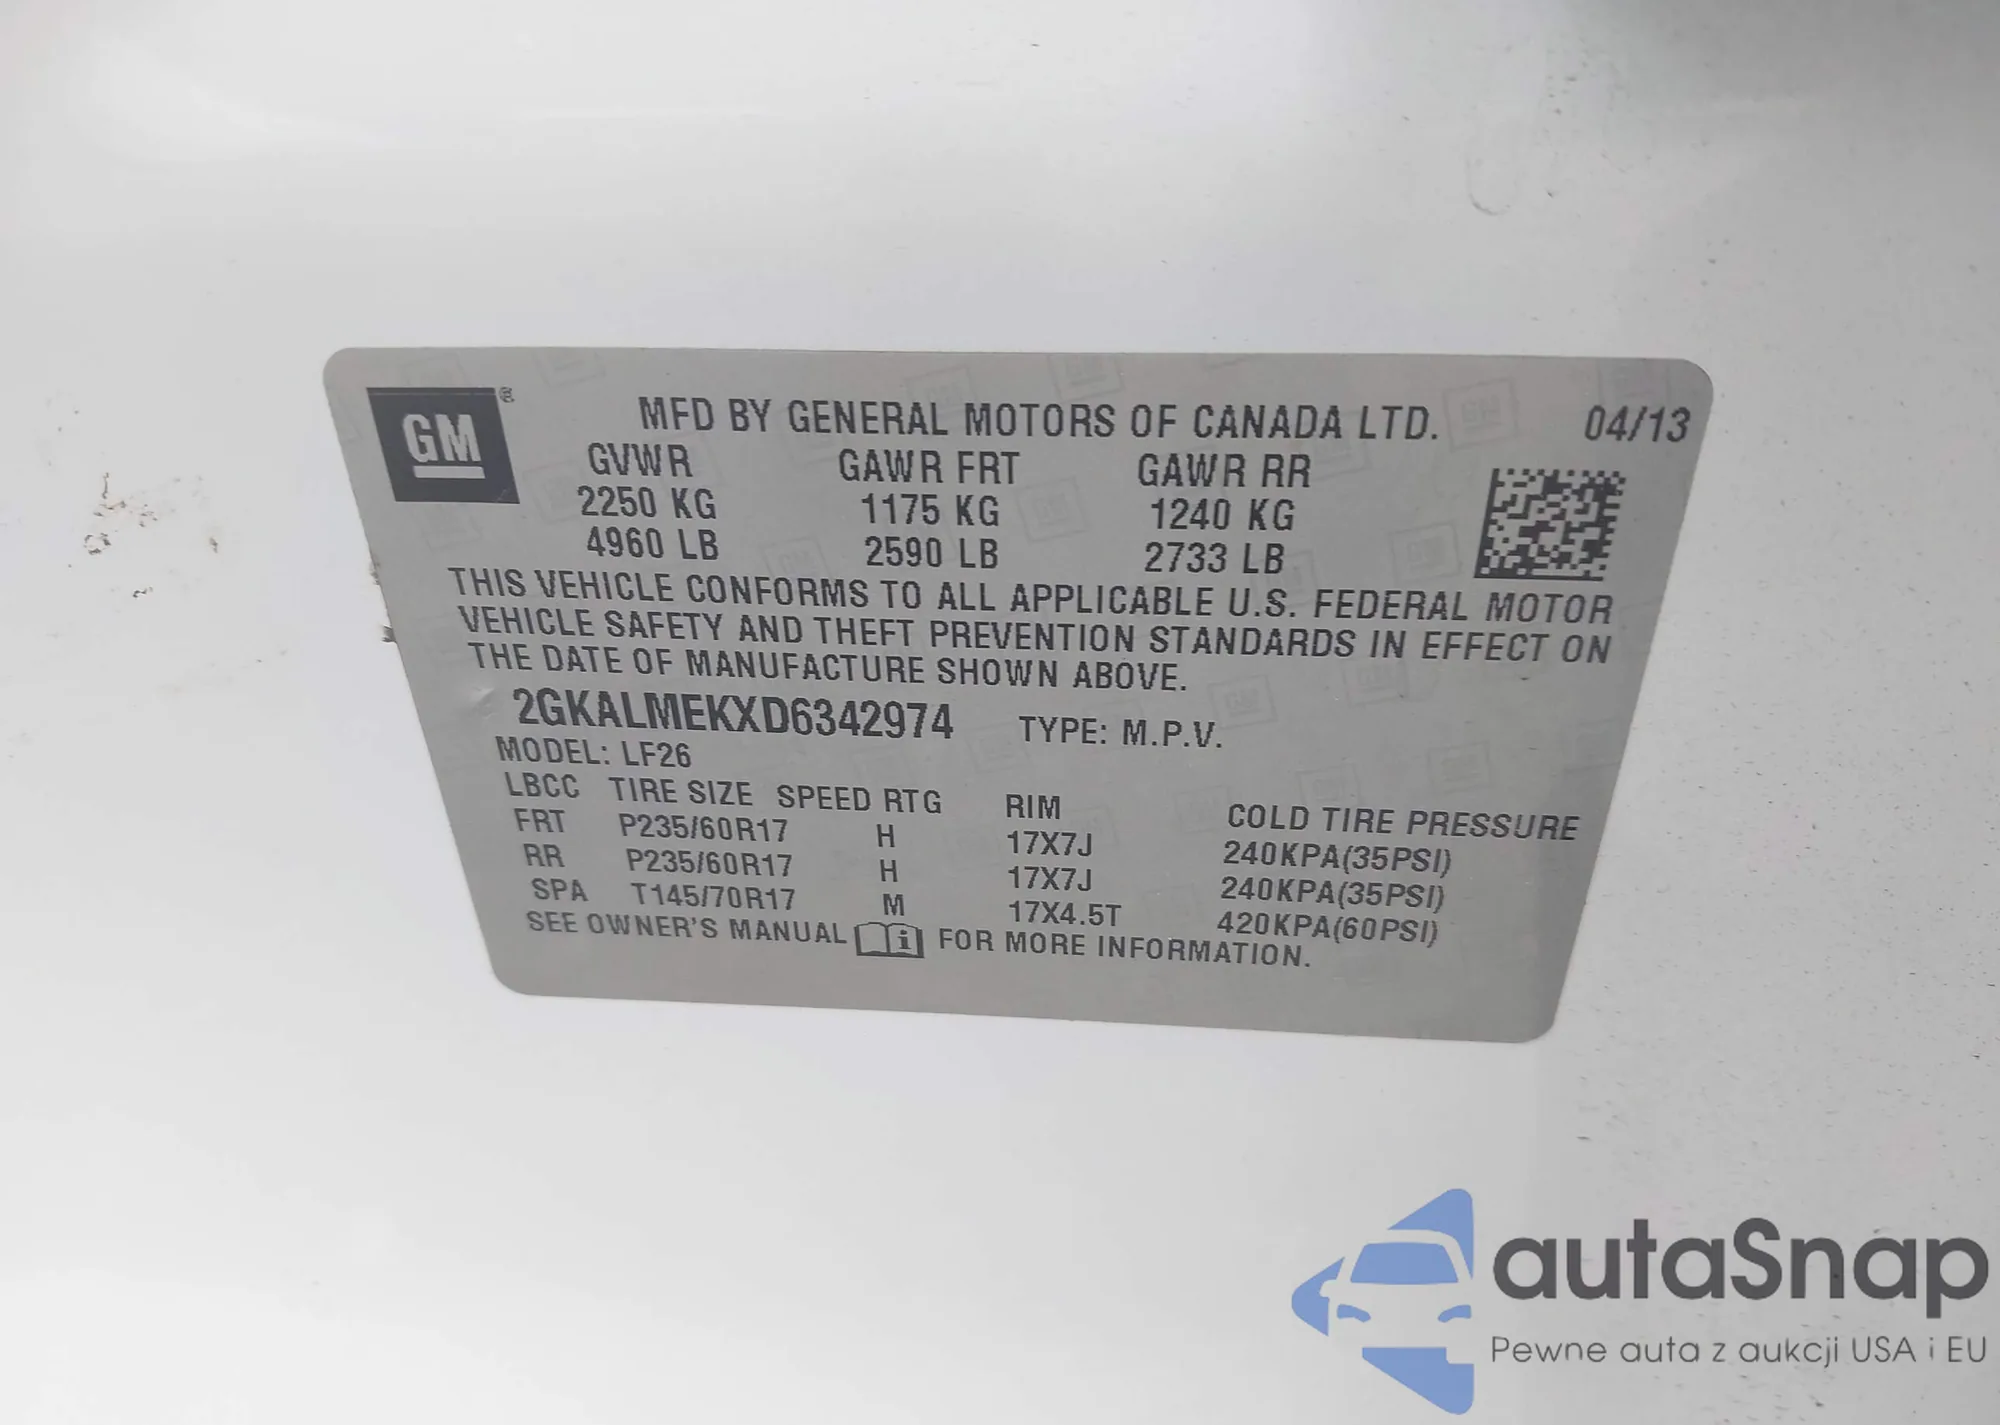 GM ®
MFD BY GENERAL MOTORS OF CANADA LTD. 04/13
GVWR GAWR FRT GAWR RR
2250 KG 1175 KG 1240 KG
4960 LB 2590 LB 2733 LB
THIS VEHICLE CONFORMS TO ALL APPLICABLE U.S. FEDERAL MOTOR
VEHICLE SAFETY AND THEFT PREVENTION STANDARDS IN EFFECT ON
THE DATE OF MANUFACTURE SHOWN ABOVE.
2GKALMEKXD6342974 TYPE: M.P.V.
MODEL: LF26
LBCC TIRE SIZE SPEED RTG RIM COLD TIRE PRESSURE
FRT P235/60R17 H 17X7J 240KPA(35PSI)
RR P235/60R17 H 17X7J 240KPA(35PSI)
SPA T145/70R17 M 17X4.5T 420KPA(60PSI)
SEE OWNER'S MANUAL i FOR MORE INFORMATION.
autaSnap
Pewne auta z aukcji USA i EU